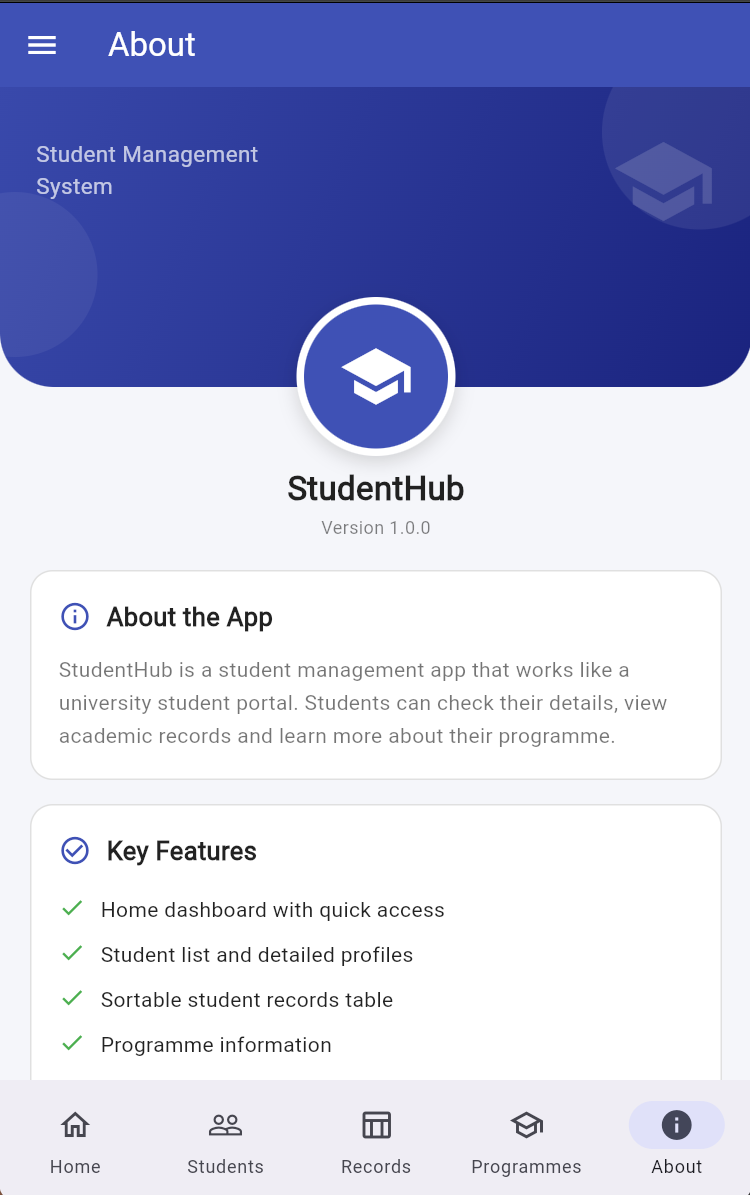 About
Student Management
System
StudentHub
Version 1.0.0
About the App
StudentHub is a student management app that works like a
university student portal. Students can check their details, view
academic records and learn more about their programme.
Key Features
Home dashboard with quick access
Student list and detailed profiles
Sortable student records table
Programme information
Home
Students
Records
Programmes
About